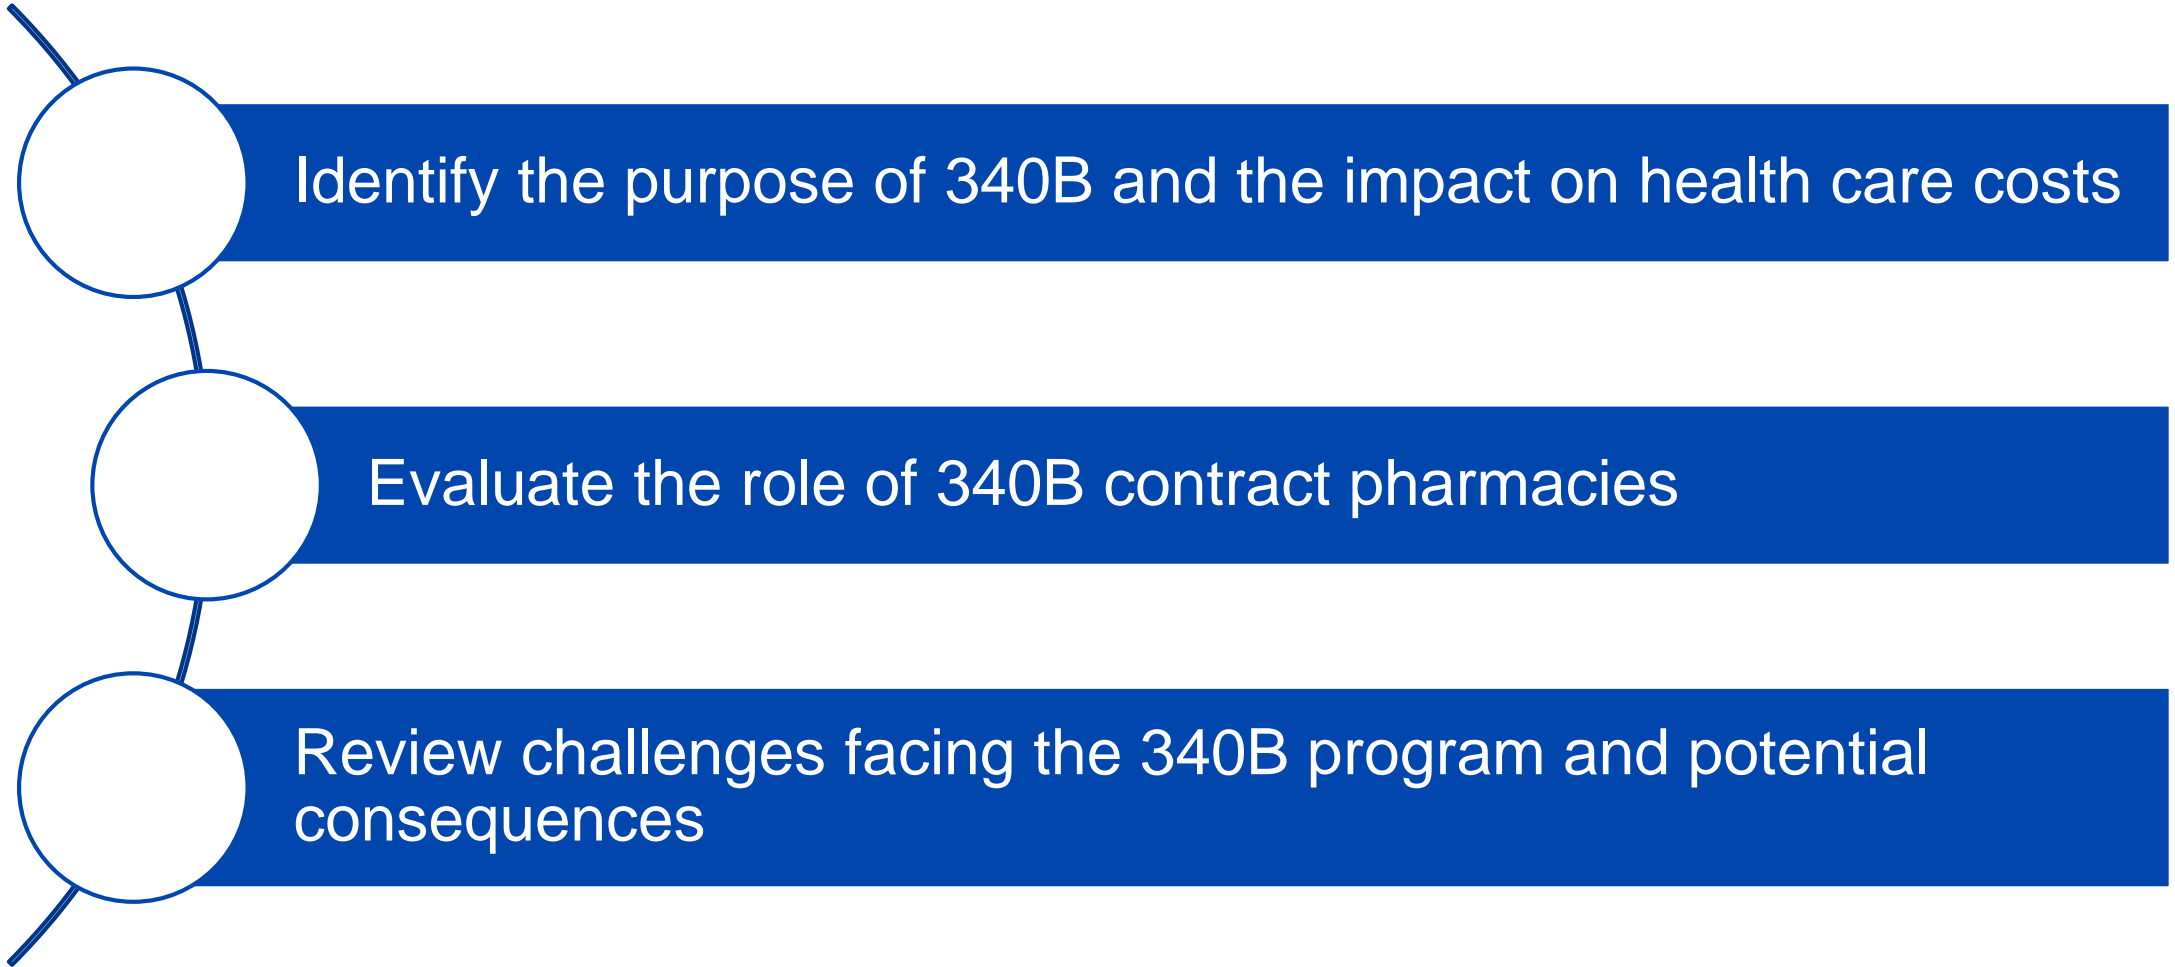 Identify the purpose of 340B and the impact on health care costs
Evaluate the role of 340B contract pharmacies
Review challenges facing the 340B program and potential
consequences